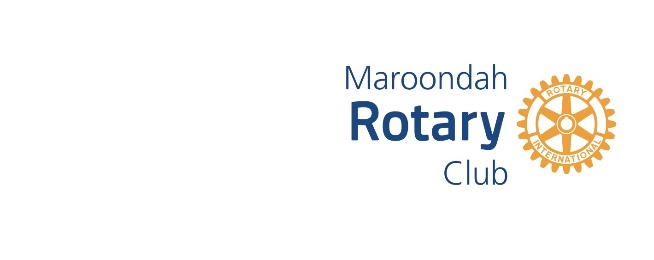 Maroondah
Rotary
Club
ROTARY
INTERNATIONAL